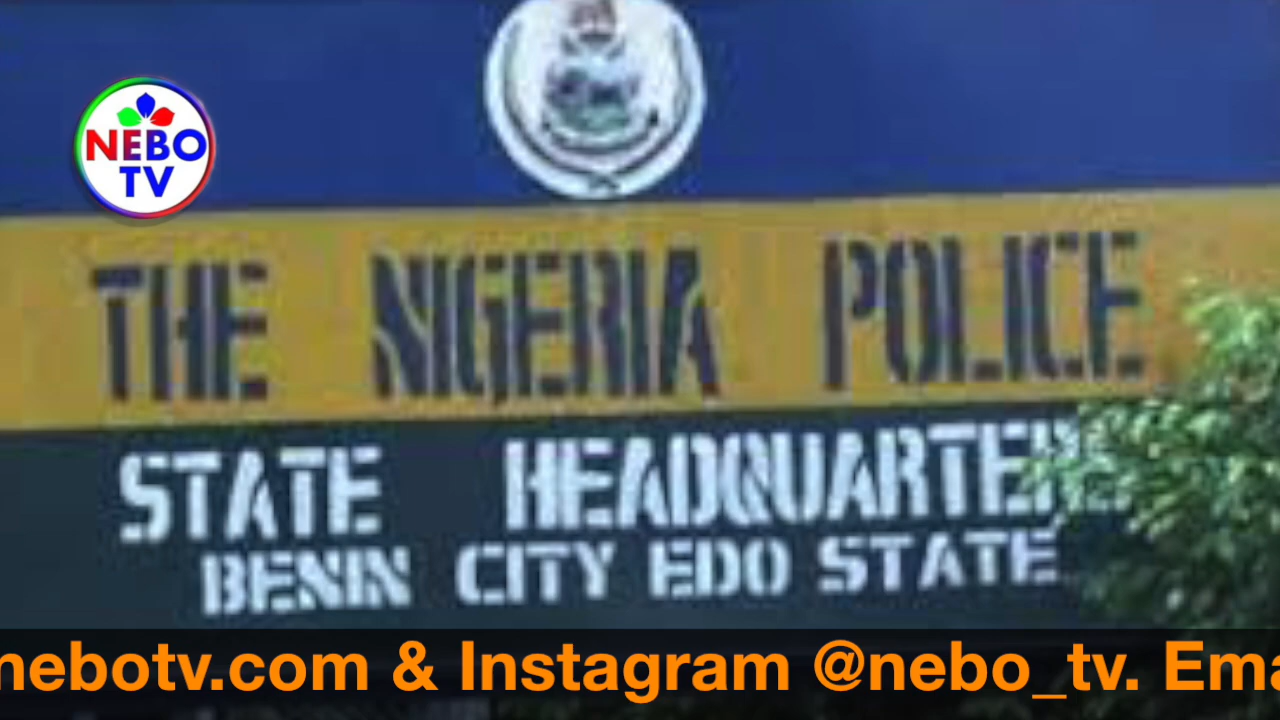 NEBO
TV
THE NIGERIA POLICE
STATE HEADQUARTERS
BENIN CITY EDO STATE
nebotv.com & Instagram @nebo_tv. Ema